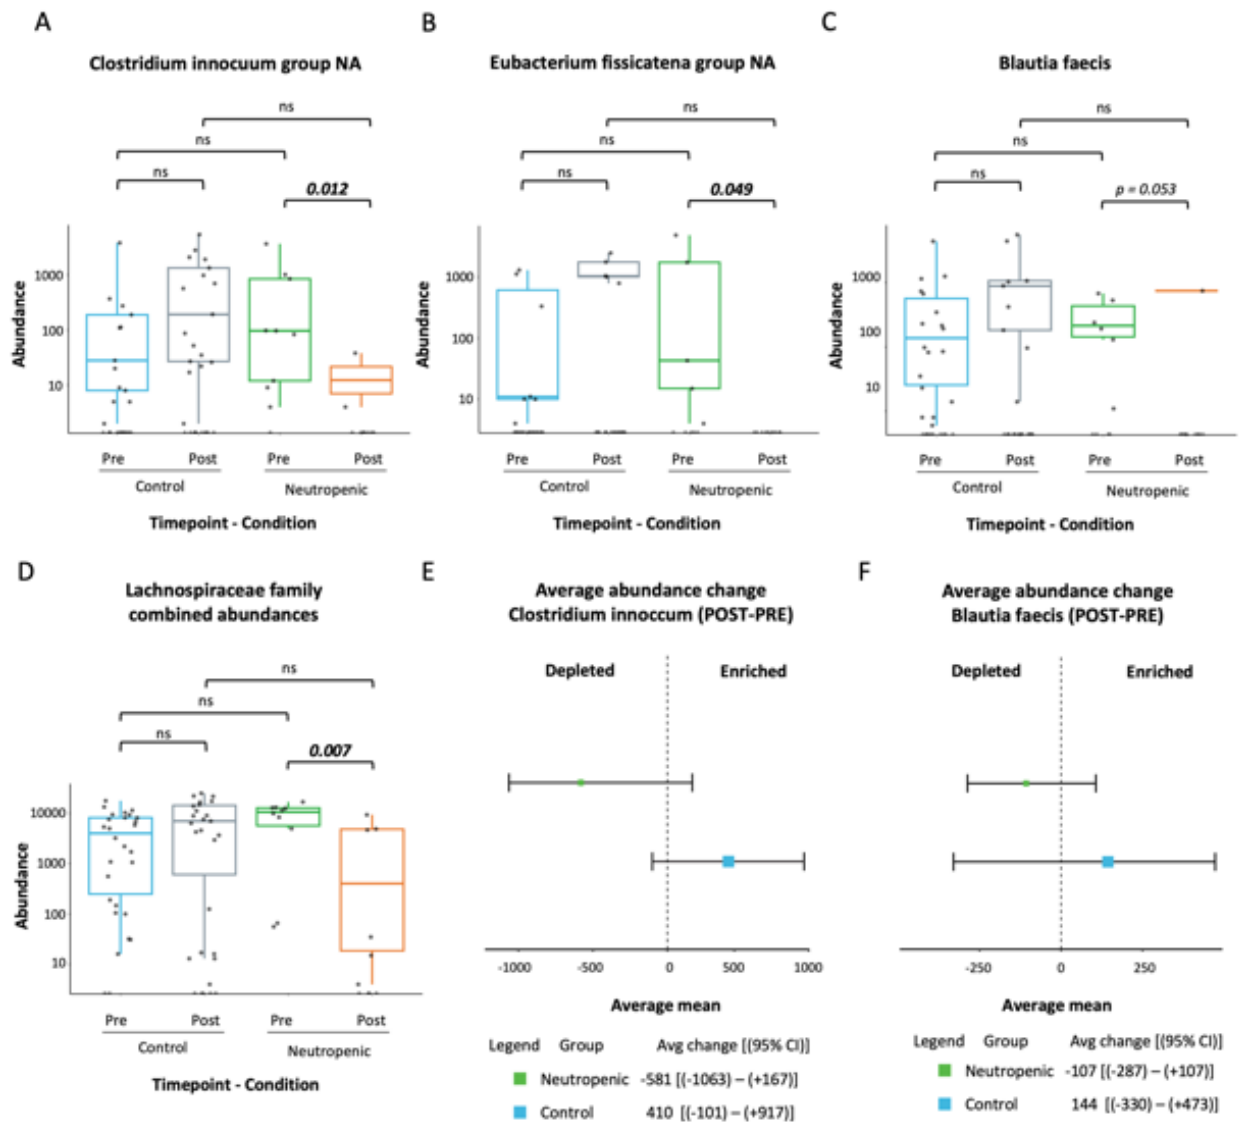 A
Clostridium innocuum group NA
ns
ns
ns
0.012
Abundance
1000
100
10
Pre
Post
Pre
Post
Control
Neutropenic
Timepoint - Condition
B
Eubacterium fissicatena group NA
ns
ns
ns
0.049
Abundance
1000
100
10
Pre
Post
Pre
Post
Control
Neutropenic
Timepoint - Condition
C
Blautia faecis
ns
ns
ns
p = 0.053
Abundance
1000
100
10
Pre
Post
Pre
Post
Control
Neutropenic
Timepoint - Condition
D
Lachnospiraceae family
combined abundances
ns
ns
ns
0.007
Abundance
10000
1000
100
10
Pre
Post
Pre
Post
Control
Neutropenic
Timepoint - Condition
E
Average abundance change
Clostridium innoccum (POST-PRE)
Depleted
Enriched
-1000 -500 0 500 1000
Average mean
Legend Group Avg change [(95% CI)]
Neutropenic -581 [(-1063) – (+167)]
Control 410 [(-101) – (+917)]
F
Average abundance change
Blautia faecis (POST-PRE)
Depleted
Enriched
-250 0 250
Average mean
Legend Group Avg change [(95% CI)]
Neutropenic -107 [(-287) – (+107)]
Control 144 [(-330) – (+473)]